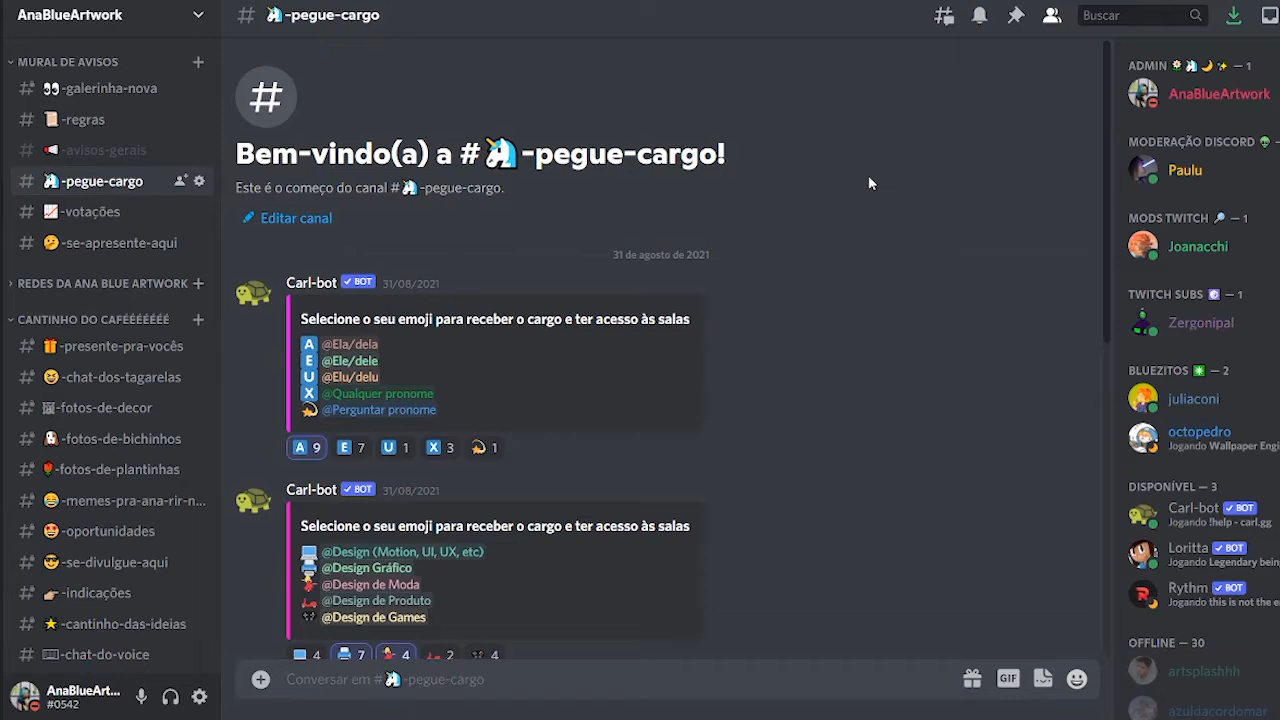 AnaBlueArtwork
-pegue-cargo
Buscar
MURAL DE AVISOS
-galerinha-nova
-regras
-avisos-gerais
-pegue-cargo
-votações
-se-apresente-aqui
REDES DA ANA BLUE ARTWORK
CANTINHO DO CAFÉÉÉÉÉÉÉ
-presente-pra-vocês
-chat-dos-tagarelas
-fotos-de-decor
-fotos-de-bichinhos
-fotos-de-plantinhas
-memes-pra-ana-rir-n...
-oportunidades
-se-divulgue-aqui
-indicações
-cantinho-das-ideias
-chat-do-voice
AnaBlueArt...
#0542
Bem-vindo(a) a #🦄-pegue-cargo!
Este é o começo do canal #🦄-pegue-cargo.
Editar canal
31 de agosto de 2021
Carl-bot ✓ BOT 31/08/2021
Selecione o seu emoji para receber o cargo e ter acesso às salas
A @Ela/dela
E @Ele/dele
U @Elu/delu
X @Qualquer pronome
@Perguntar pronome
A 9 E 7 U 1 X 3 1
Carl-bot ✓ BOT 31/08/2021
Selecione o seu emoji para receber o cargo e ter acesso às salas
@Design (Motion, UI, UX, etc)
@Design Gráfico
@Design de Moda
@Design de Produto
@Design de Games
4 7 4 2 4
Conversar em #🦄-pegue-cargo
GIF
ADMIN — 1
AnaBlueArtwork
MODERAÇÃO DISCORD –
Paulu
MODS TWITCH — 1
Joanacchi
TWITCH SUBS — 1
Zergonipal
BLUEZITOS — 2
juliaconi
octopedro
Jogando Wallpaper Engi
DISPONÍVEL — 3
Carl-bot ✓ BOT
Jogando !help - carl.gg
Loritta ✓ BOT
Jogando Legendary being
Rythm ✓ BOT
Jogando this is not the e
OFFLINE — 30
artsplashhh
azuldacordomar